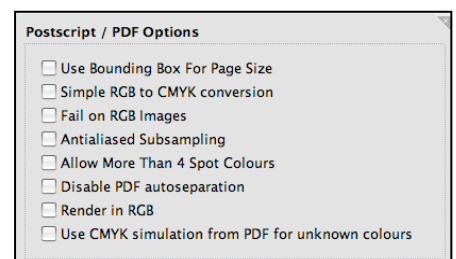 Postscript / PDF Options
Use Bounding Box For Page Size
Simple RGB to CMYK conversion
Fail on RGB Images
Antialiased Subsampling
Allow More Than 4 Spot Colours
Disable PDF autoseparation
Render in RGB
Use CMYK simulation from PDF for unknown colours